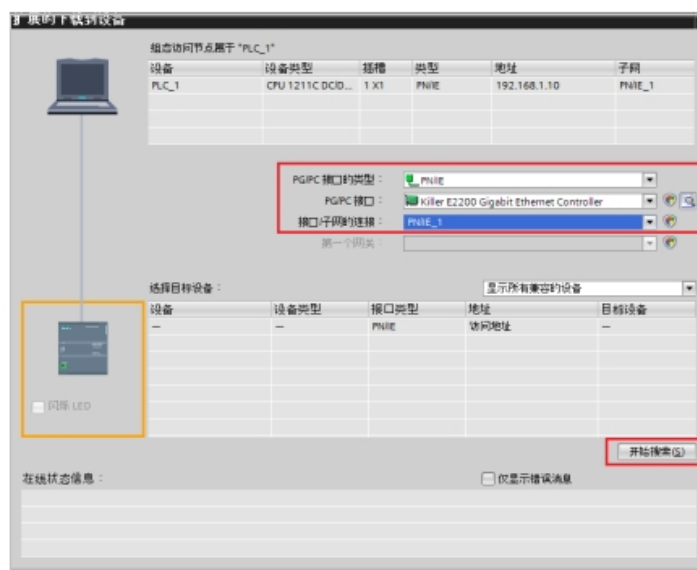 扩展的下载到设备
组态访问节点属于 "PLC_1"
设备 设备类型 插槽 类型 地址 子网
PLC_1 CPU 1211C DC/D... 1 X1 PN/IE 192.168.1.10 PN/IE_1
PG/PC 接口的类型： PN/IE
PG/PC 接口： Killer E2200 Gigabit Ethernet Controller
接口/子网的连接： PN/IE_1
第一个网关：
选择目标设备： 显示所有兼容的设备
设备 设备类型 接口类型 地址 目标设备
— — PN/IE 访问地址 —
闪烁 LED
开始搜索(S)
在线状态信息： 仅显示错误消息